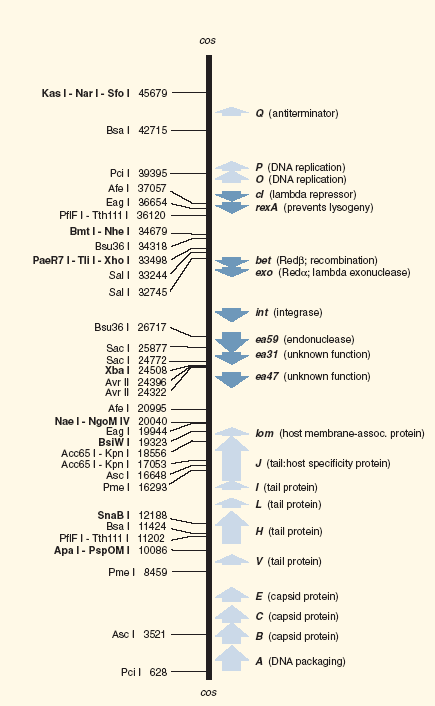 cos
Kas I - Nar I - Sfo I 45679
Q (antiterminator)
Bsa I 42715
P (DNA replication)
Pci I 39395
O (DNA replication)
Afe I 37057
cI (lambda repressor)
Eag I 36654
rexA (prevents lysogeny)
PflF I - Tth111 I 36120
Bmt I - Nhe I 34679
Bsu36 I 34318
PaeR7 I - Tli I - Xho I 33498
bet (Redβ; recombination)
Sal I 33244
exo (Redα; lambda exonuclease)
Sal I 32745
int (integrase)
Bsu36 I 26717
ea59 (endonuclease)
Sac I 25877
ea31 (unknown function)
Sac I 24772
Xba I 24508
ea47 (unknown function)
Avr II 24396
Avr II 24322
Afe I 20995
Nae I - NgoM IV 20040
Eag I 19944
lom (host membrane-assoc. protein)
BsiW I 19323
Acc65 I - Kpn I 18556
Acc65 I - Kpn I 17053
J (tail:host specificity protein)
Asc I 16648
Pme I 16293
I (tail protein)
L (tail protein)
SnaB I 12188
Bsa I 11424
H (tail protein)
PflF I - Tth111 I 11202
Apa I - PspOM I 10086
V (tail protein)
Pme I 8459
E (capsid protein)
C (capsid protein)
Asc I 3521
B (capsid protein)
A (DNA packaging)
Pci I 628
cos